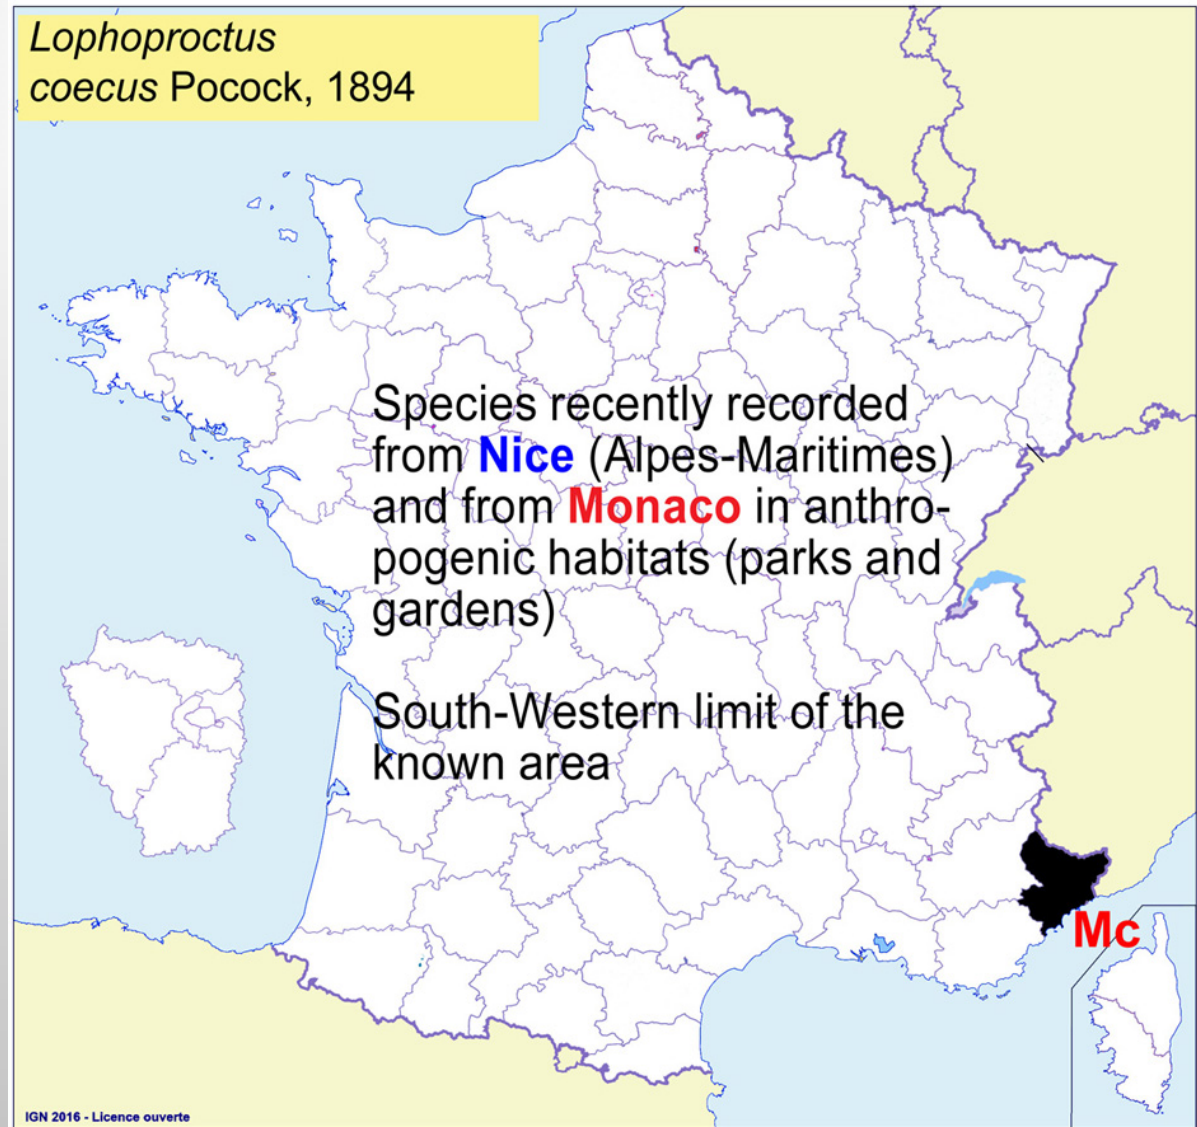 Lophoproctus
coecus Pocock, 1894
Species recently recorded
from Nice (Alpes-Maritimes)
and from Monaco in anthro-
pogenic habitats (parks and
gardens)
South-Western limit of the
known area
Mc
IGN 2016 - Licence ouverte